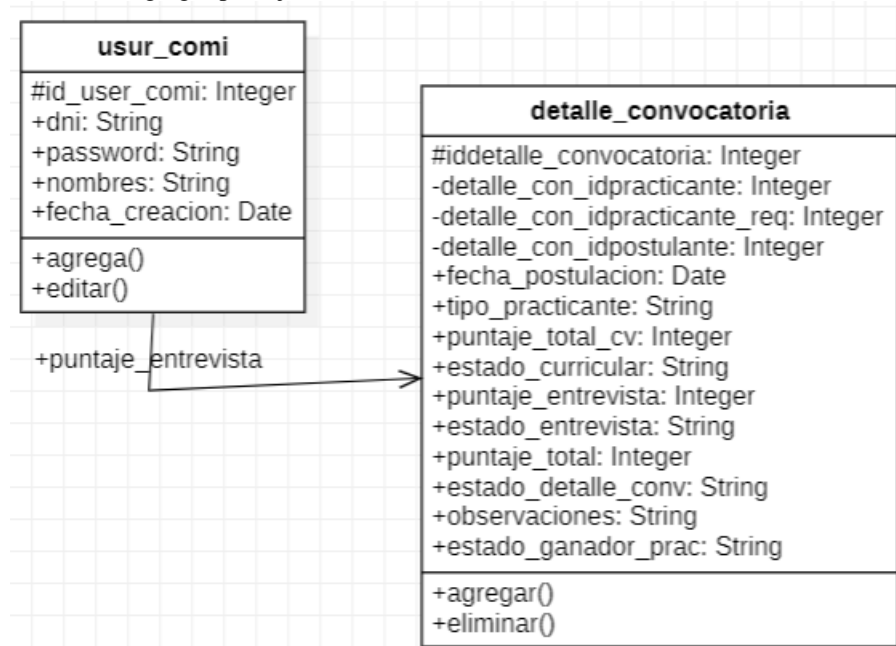 usur_comi
#id_user_comi: Integer
+dni: String
+password: String
+nombres: String
+fecha_creacion: Date
+agrega()
+editar()
+puntaje_entrevista
detalle_convocatoria
#iddetalle_convocatoria: Integer
-detalle_con_idpracticante: Integer
-detalle_con_idpracticante_req: Integer
-detalle_con_idpostulante: Integer
+fecha_postulacion: Date
+tipo_practicante: String
+puntaje_total_cv: Integer
+estado_curricular: String
+puntaje_entrevista: Integer
+estado_entrevista: String
+puntaje_total: Integer
+estado_detalle_conv: String
+observaciones: String
+estado_ganador_prac: String
+agregar()
+eliminar()